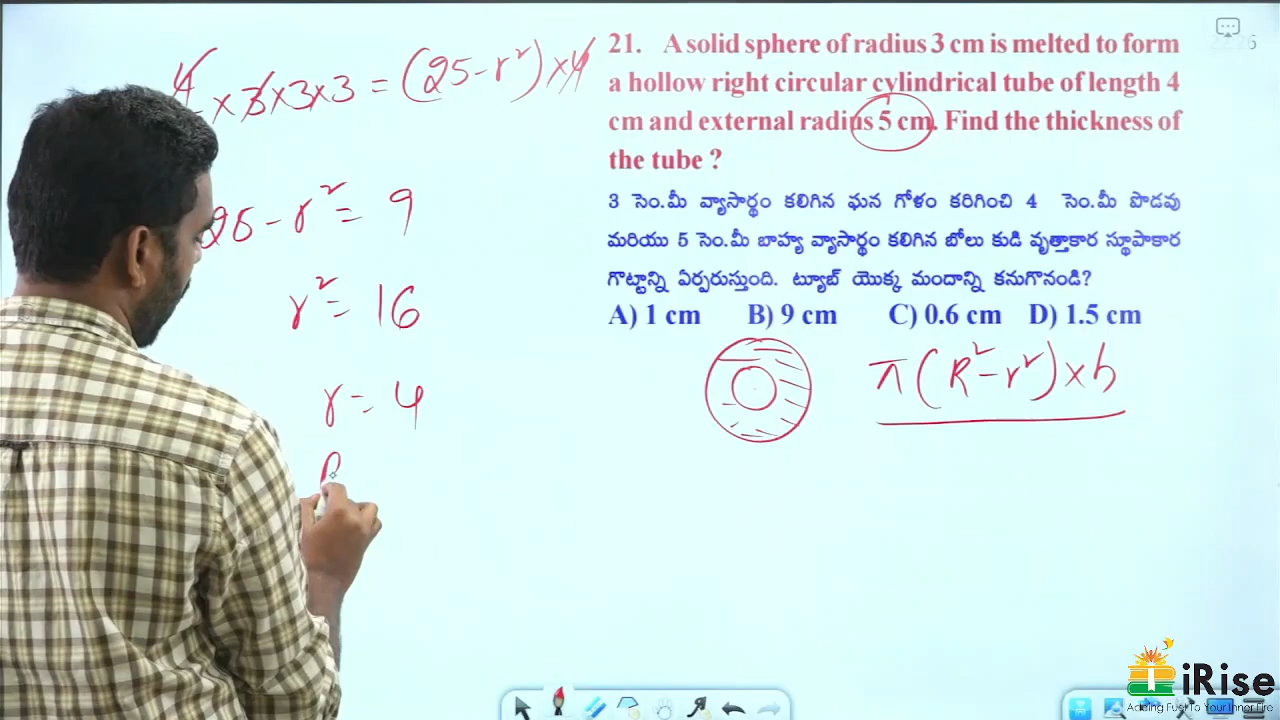 × 3 × 3 × 3 = (25 - r²) × 4
25 - r² = 9
r² = 16
r = 4
R
21. A solid sphere of radius 3 cm is melted to form
a hollow right circular cylindrical tube of length 4
cm and external radius 5 cm. Find the thickness of
the tube ?
3 సెం.మీ వ్యాసార్థం కలిగిన ఘన గోళం కరిగించి 4 సెం.మీ పొడవు
మరియు 5 సెం.మీ బాహ్య వ్యాసార్థం కలిగిన బోలు కుడి వృత్తాకార స్థూపాకార
గొట్టాన్ని ఏర్పరుస్తుంది. ట్యూబ్ యొక్క మందాన్ని కనుగొనండి?
A) 1 cm B) 9 cm C) 0.6 cm D) 1.5 cm
π (R² - r²) × h
iRise
Adding Fuel To Your Inner Fire